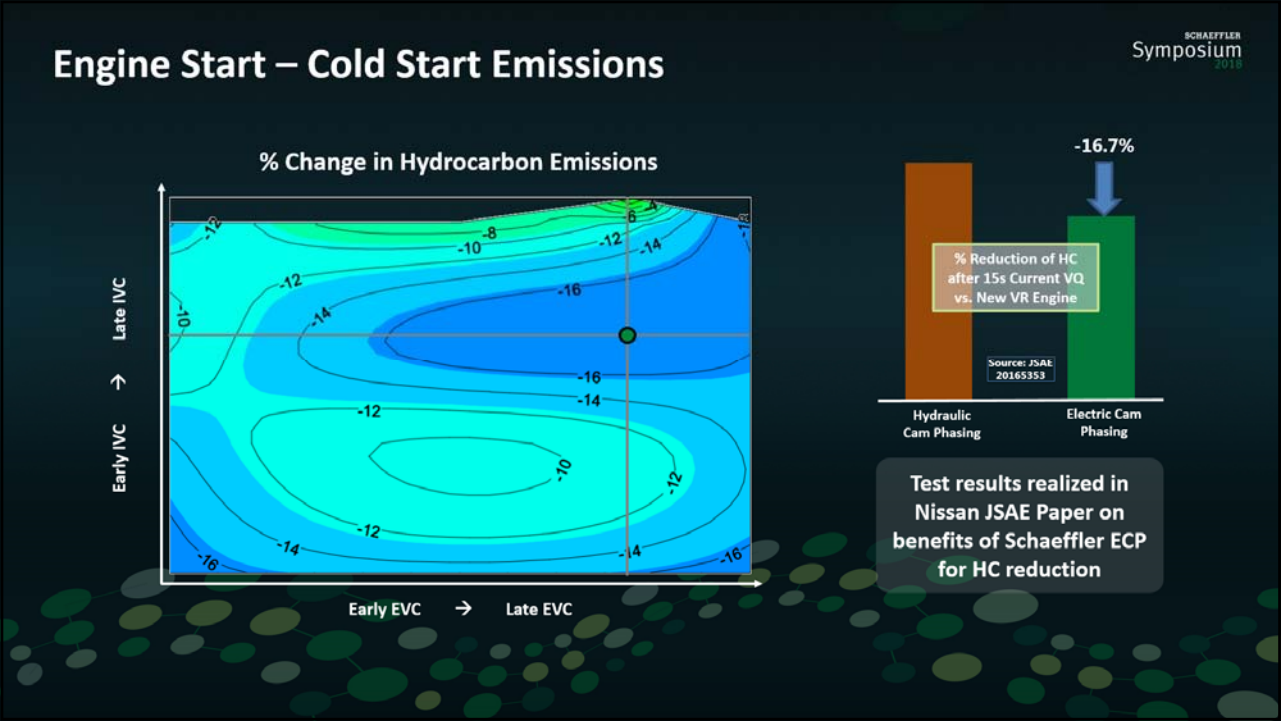 Engine Start – Cold Start Emissions
SCHAEFFLER
Symposium
2018
% Change in Hydrocarbon Emissions
-12
-8
-6
-4
-18
-10
-12
-14
-12
-16
-10
-14
-16
-14
-12
-10
-12
-12
-14
-14
-16
-16
Early IVC → Late IVC
Early EVC → Late EVC
-16.7%
% Reduction of HC
after 15s Current VQ
vs. New VR Engine
Source: JSAE
20165353
Hydraulic
Cam Phasing
Electric Cam
Phasing
Test results realized in
Nissan JSAE Paper on
benefits of Schaeffler ECP
for HC reduction